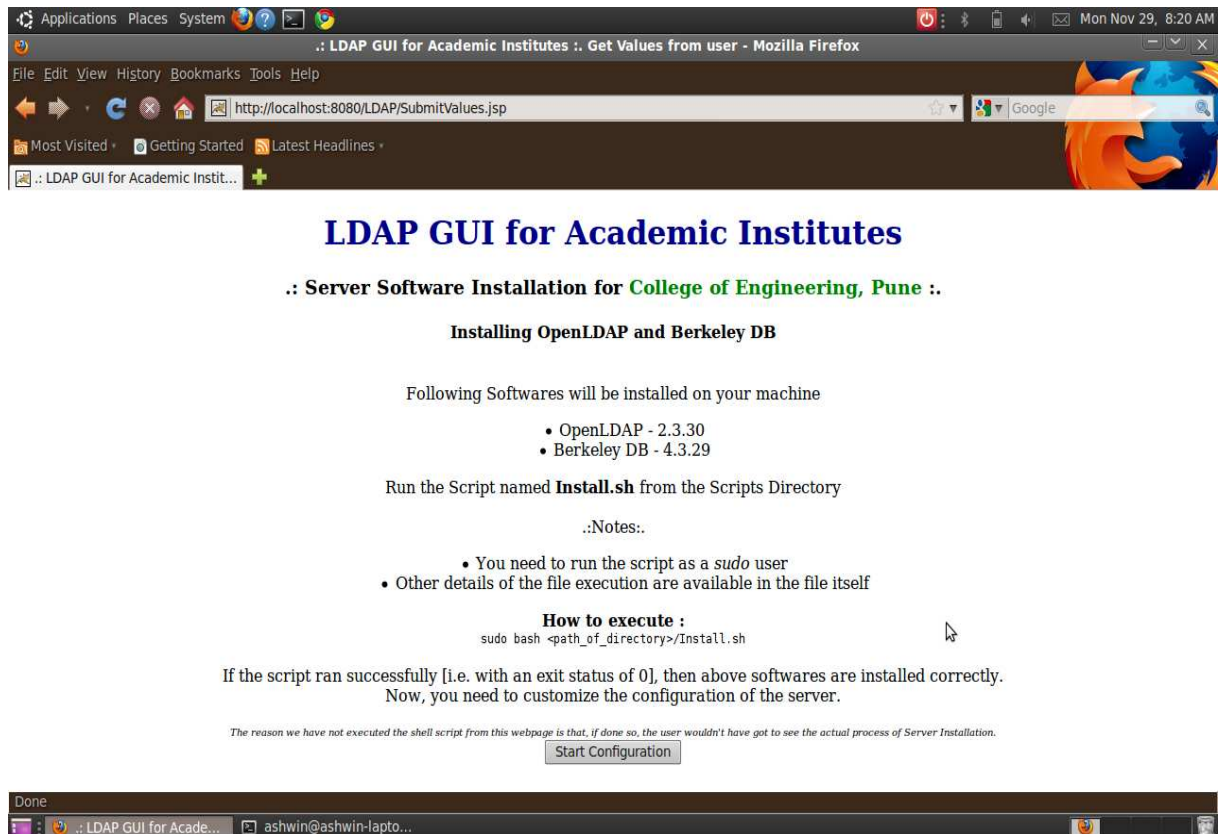 Applications Places System
Mon Nov 29, 8:20 AM
.: LDAP GUI for Academic Institutes :. Get Values from user - Mozilla Firefox
File Edit View History Bookmarks Tools Help
http://localhost:8080/LDAP/SubmitValues.jsp
Google
Most Visited Getting Started Latest Headlines
.: LDAP GUI for Academic Instit...
LDAP GUI for Academic Institutes
.: Server Software Installation for College of Engineering, Pune :.
Installing OpenLDAP and Berkeley DB
Following Softwares will be installed on your machine
• OpenLDAP - 2.3.30
• Berkeley DB - 4.3.29
Run the Script named Install.sh from the Scripts Directory
.:Notes:.
• You need to run the script as a sudo user
• Other details of the file execution are available in the file itself
How to execute :
sudo bash <path_of_directory>/Install.sh
If the script ran successfully [i.e. with an exit status of 0], then above softwares are installed correctly.
Now, you need to customize the configuration of the server.
The reason we have not executed the shell script from this webpage is that, if done so, the user wouldn't have got to see the actual process of Server Installation.
Start Configuration
Done
.: LDAP GUI for Acade...
ashwin@ashwin-lapto...